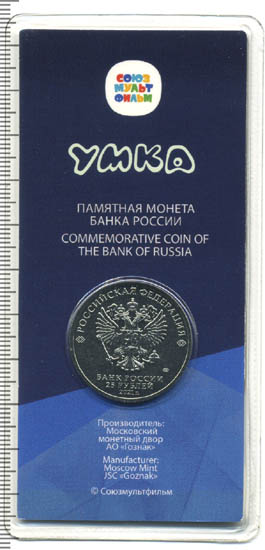 СОЮЗ
МУЛЬТ
ФИЛЬМ
УМКА
ПАМЯТНАЯ МОНЕТА
БАНКА РОССИИ
COMMEMORATIVE COIN OF
THE BANK OF RUSSIA
РОССИЙСКАЯ ФЕДЕРАЦИЯ
БАНК РОССИИ
25 РУБЛЕЙ
2021 г.
Производитель:
Московский
монетный двор
АО «Гознак»
Manufacturer:
Moscow Mint
JSC «Goznak»
© Союзмультфильм